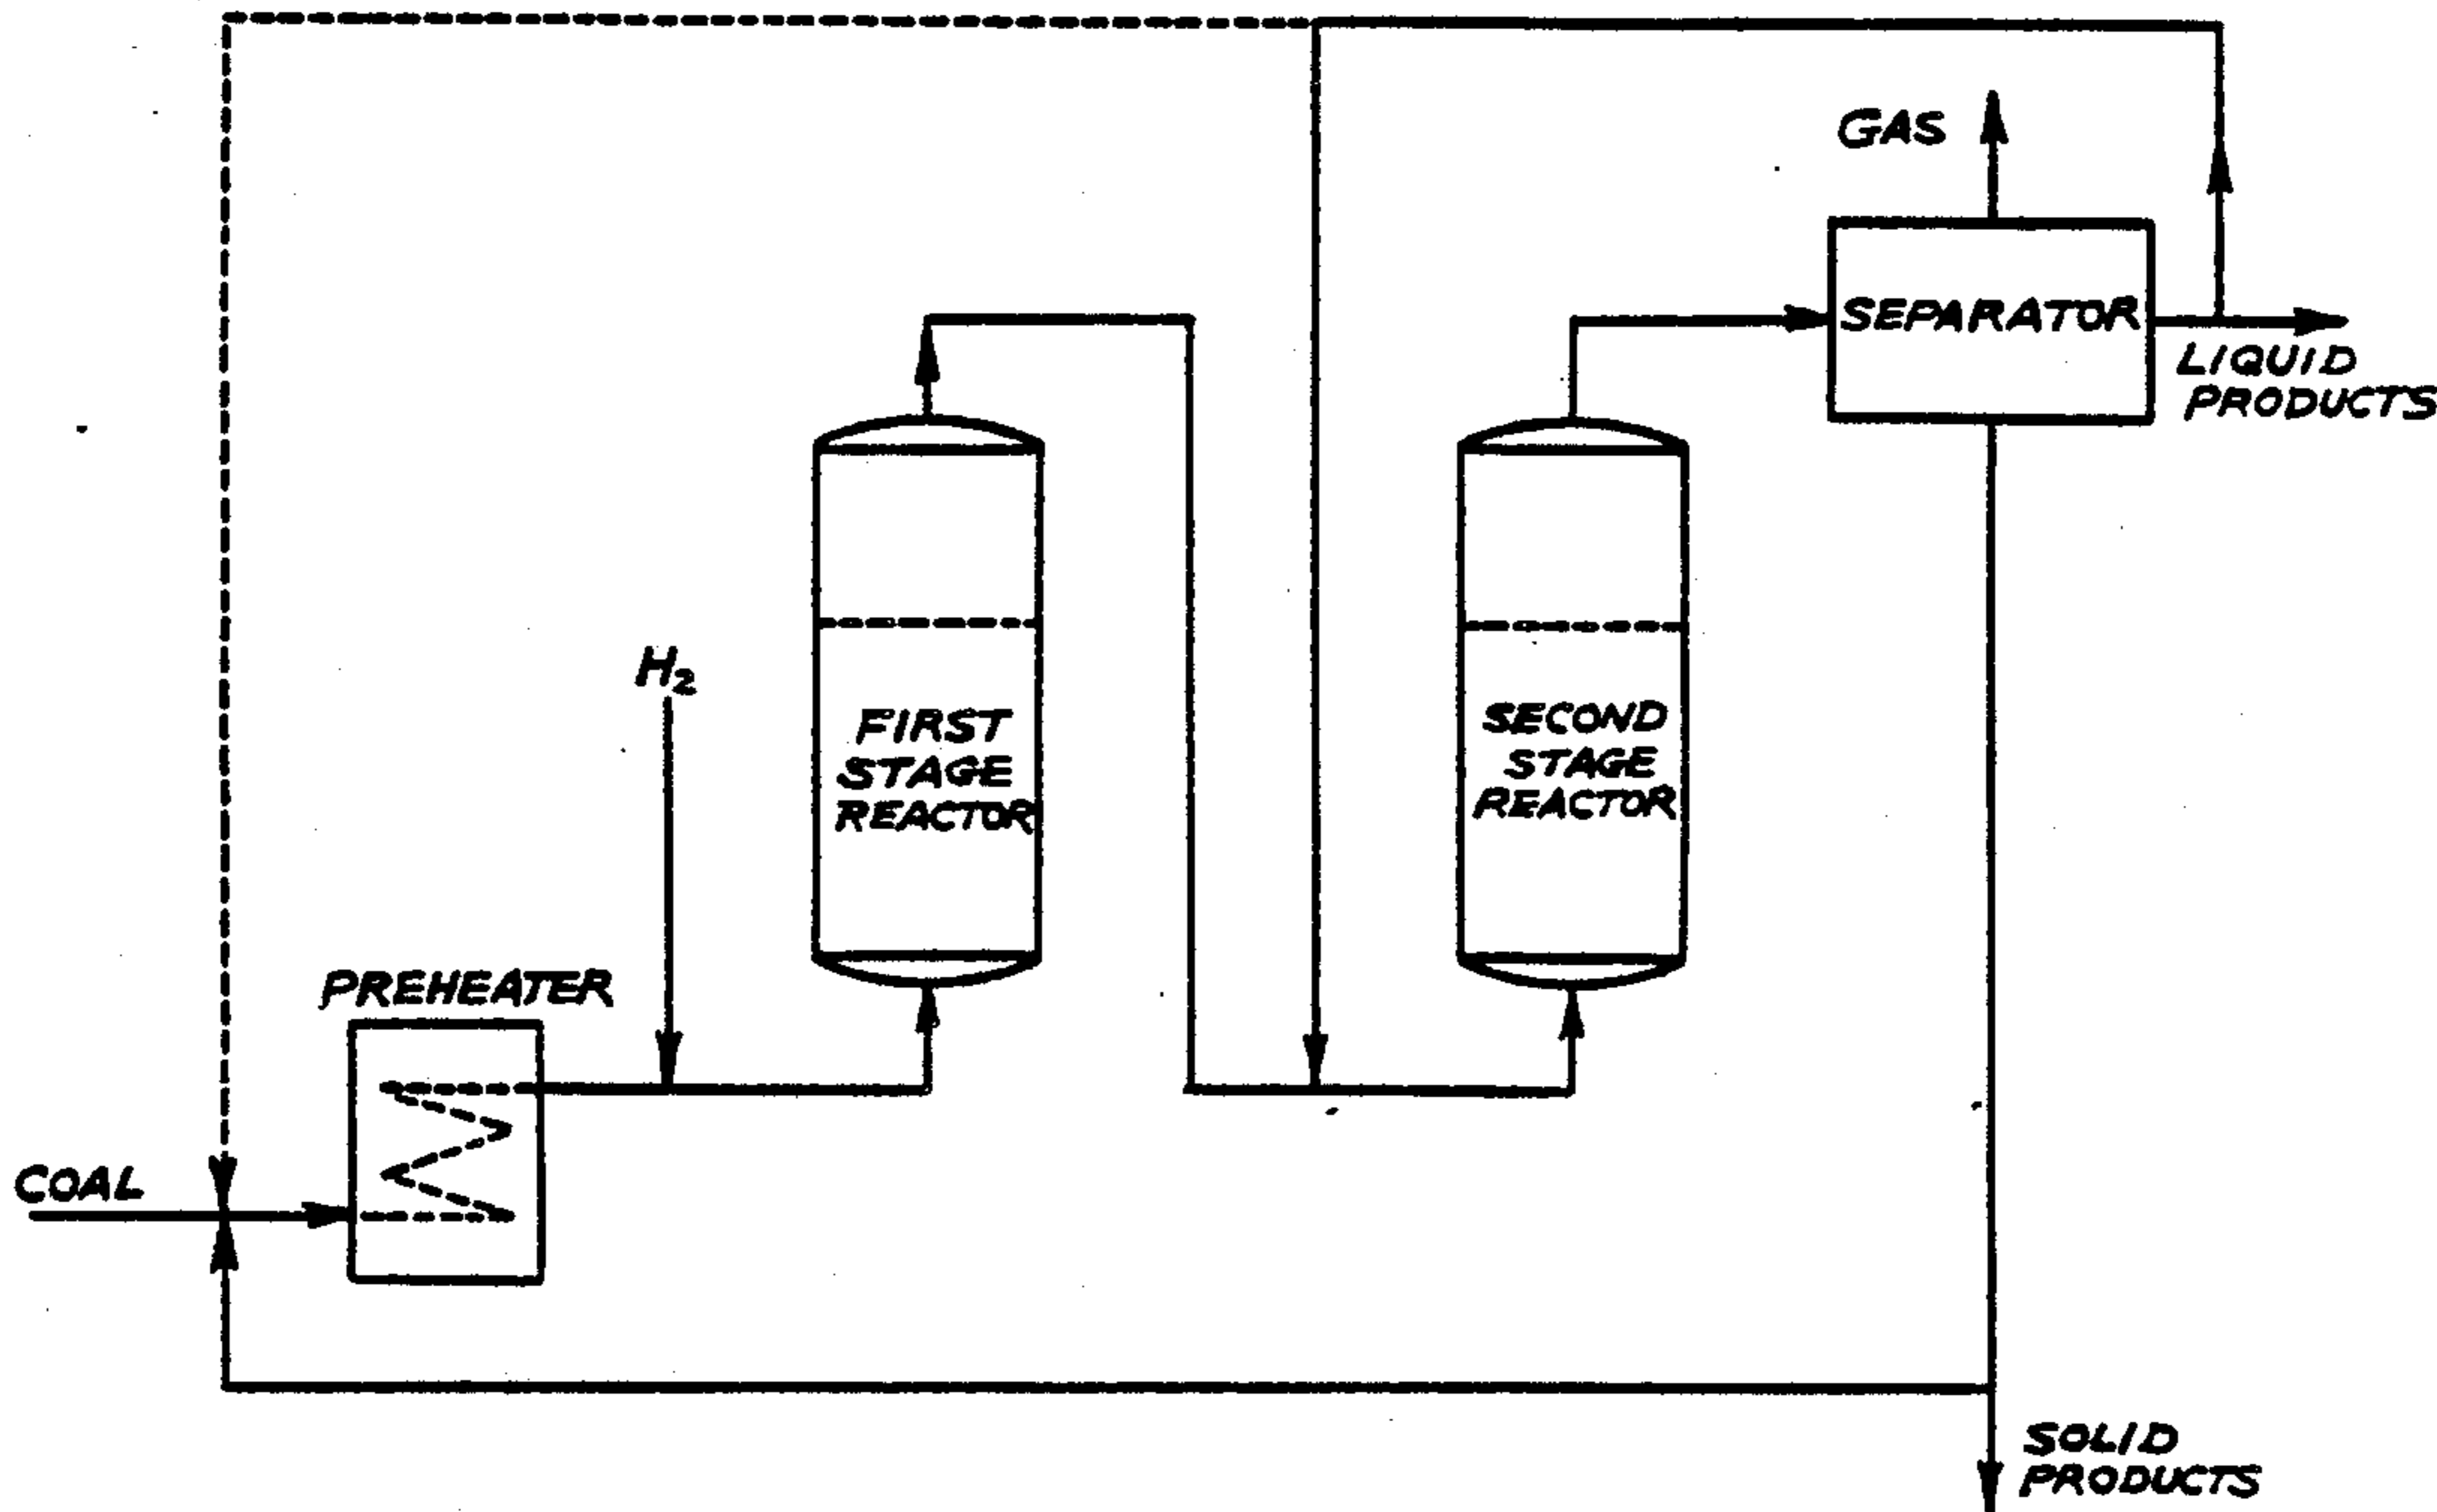 GAS
SEPARATOR
LIQUID
PRODUCTS
H2
FIRST
STAGE
REACTOR
SECOND
STAGE
REACTOR
PREHEATER
COAL
SOLID
PRODUCTS